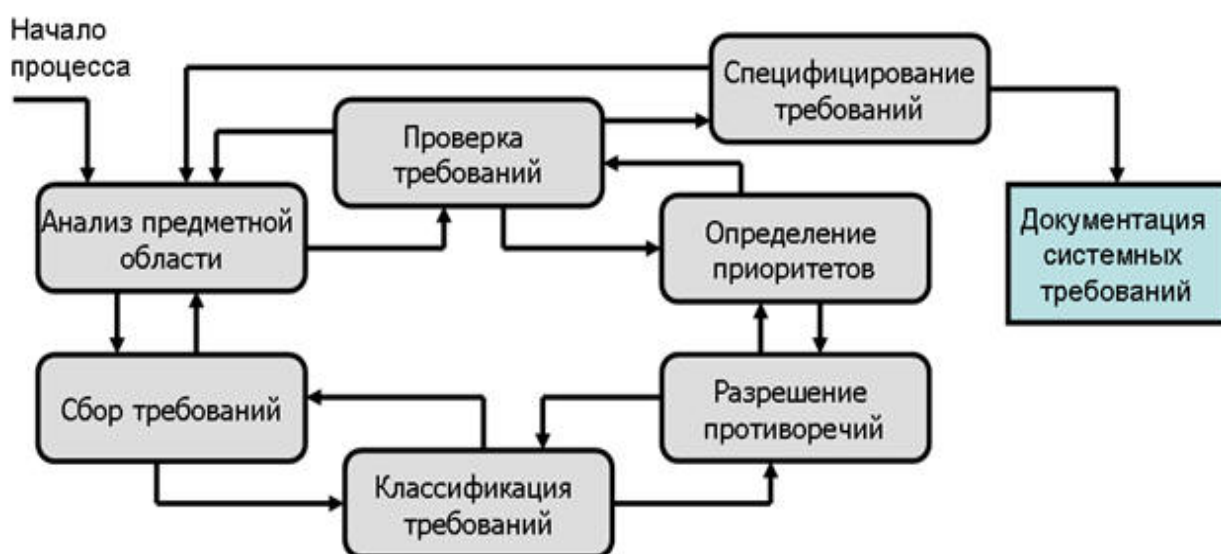 Начало
процесса
Спецификация
требований
Проверка
требований
Анализ предметной
области
Определение
приоритетов
Документация
системных
требований
Сбор требований
Разрешение
противоречий
Классификация
требований